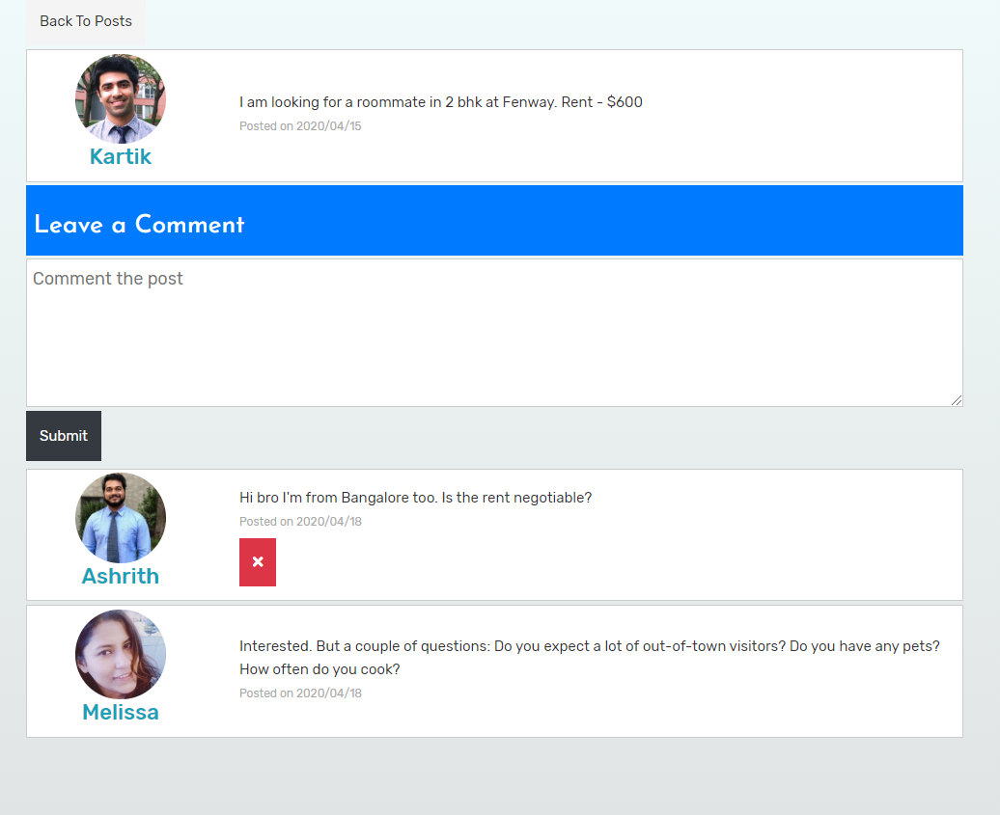 Back To Posts
I am looking for a roommate in 2 bhk at Fenway. Rent - $600
Posted on 2020/04/15
Kartik
Leave a Comment
Comment the post
Submit
Hi bro I'm from Bangalore too. Is the rent negotiable?
Posted on 2020/04/18
Ashrith
Interested. But a couple of questions: Do you expect a lot of out-of-town visitors? Do you have any pets?
How often do you cook?
Posted on 2020/04/18
Melissa